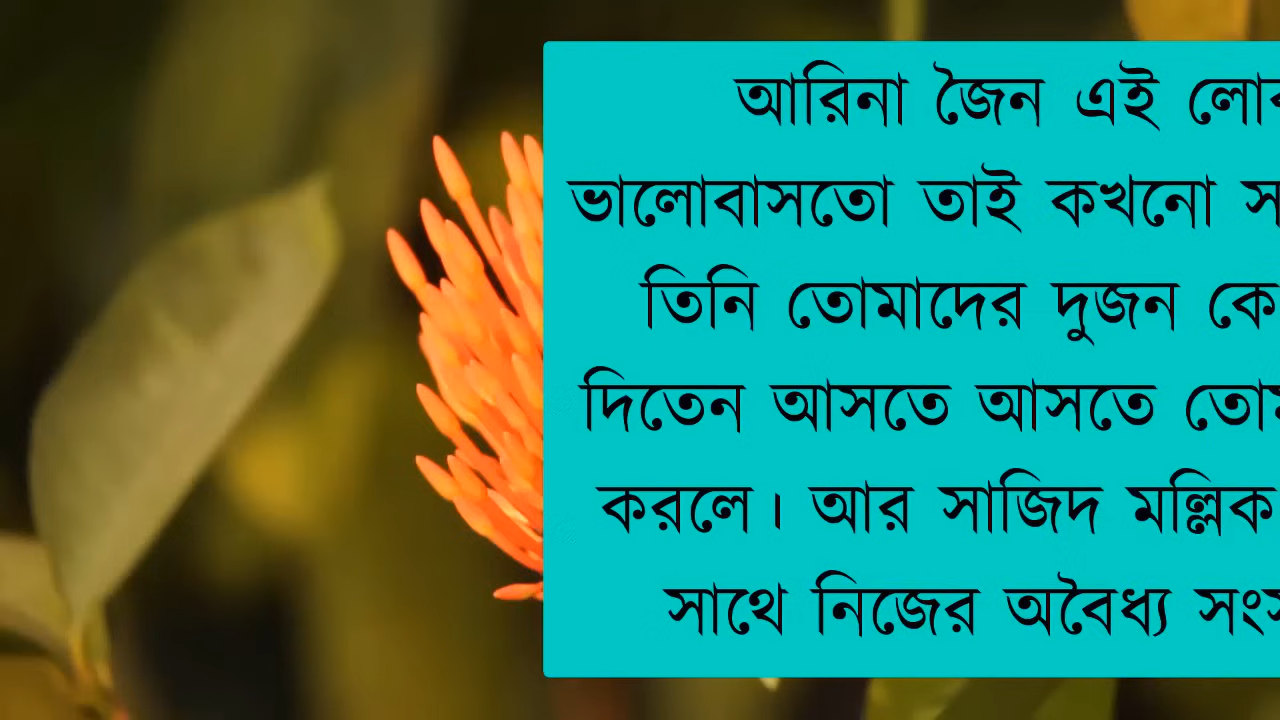 আরিনা জৈন এই
ভালোবাসতো তাই কখনো
তিনি তোমাদের দুজন কে
দিতেন আসতে আসতে
করলে। আর সাজিদ মল্লিক
সাথে নিজের অবৈধ্য